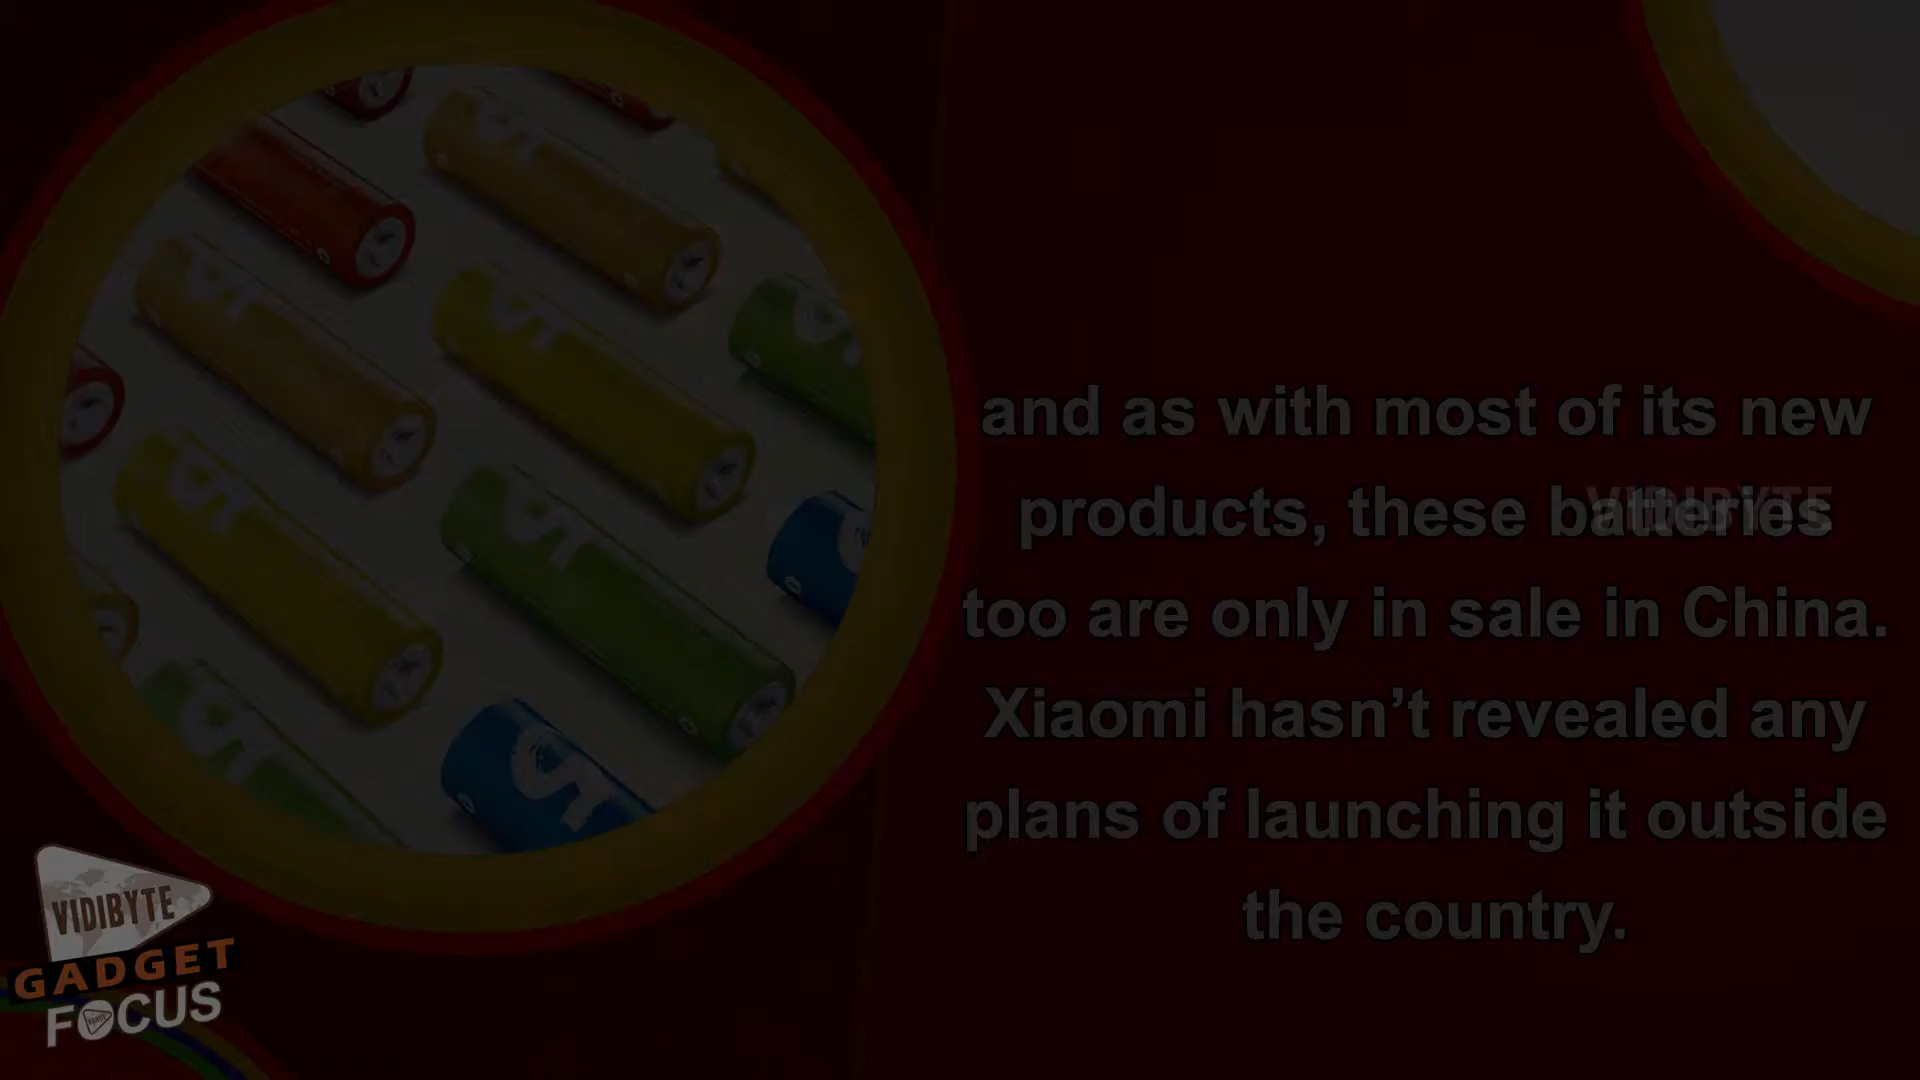 and as with most of its new
products, these batteries
VIDIBYTE
too are only in sale in China.
Xiaomi hasn’t revealed any
plans of launching it outside
the country.
VIDIBYTE
GADGET
FOCUS